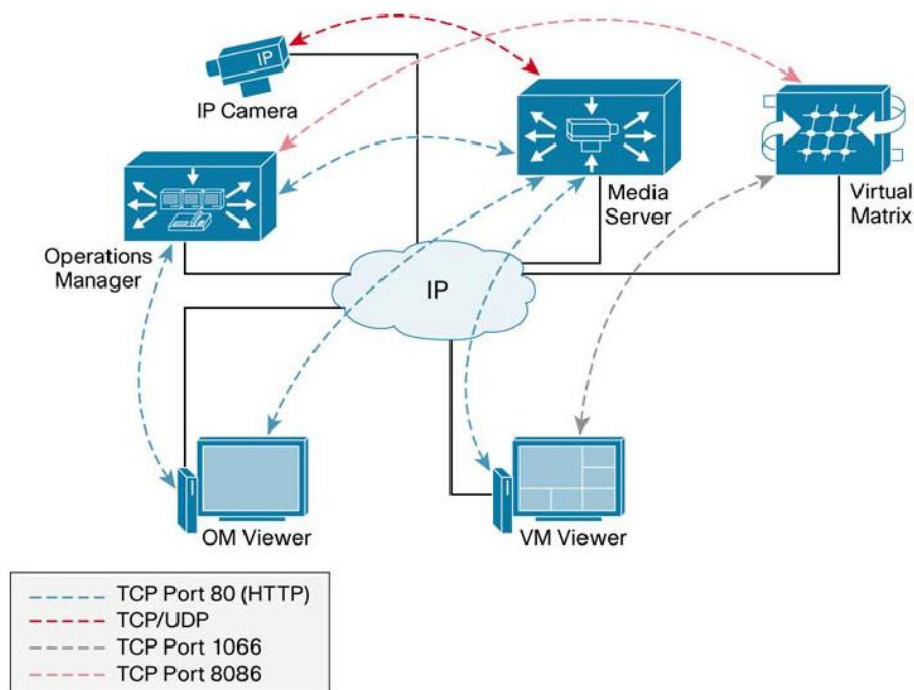 IP
IP Camera
Media
Server
Virtual
Matrix
Operations
Manager
IP
OM Viewer
VM Viewer
TCP Port 80 (HTTP)
TCP/UDP
TCP Port 1066
TCP Port 8086